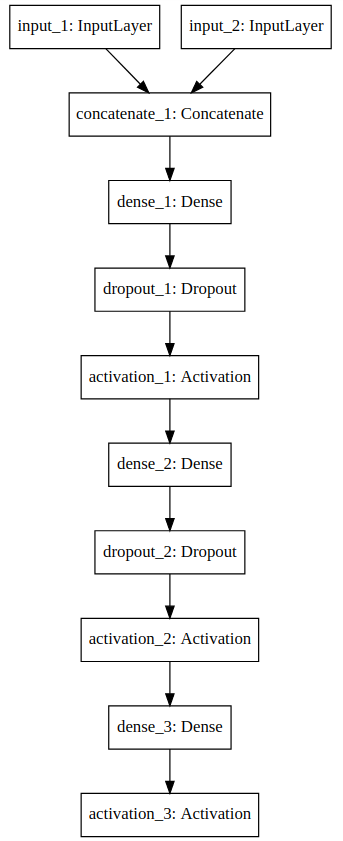 input_1: InputLayer
input_2: InputLayer
concatenate_1: Concatenate
dense_1: Dense
dropout_1: Dropout
activation_1: Activation
dense_2: Dense
dropout_2: Dropout
activation_2: Activation
dense_3: Dense
activation_3: Activation